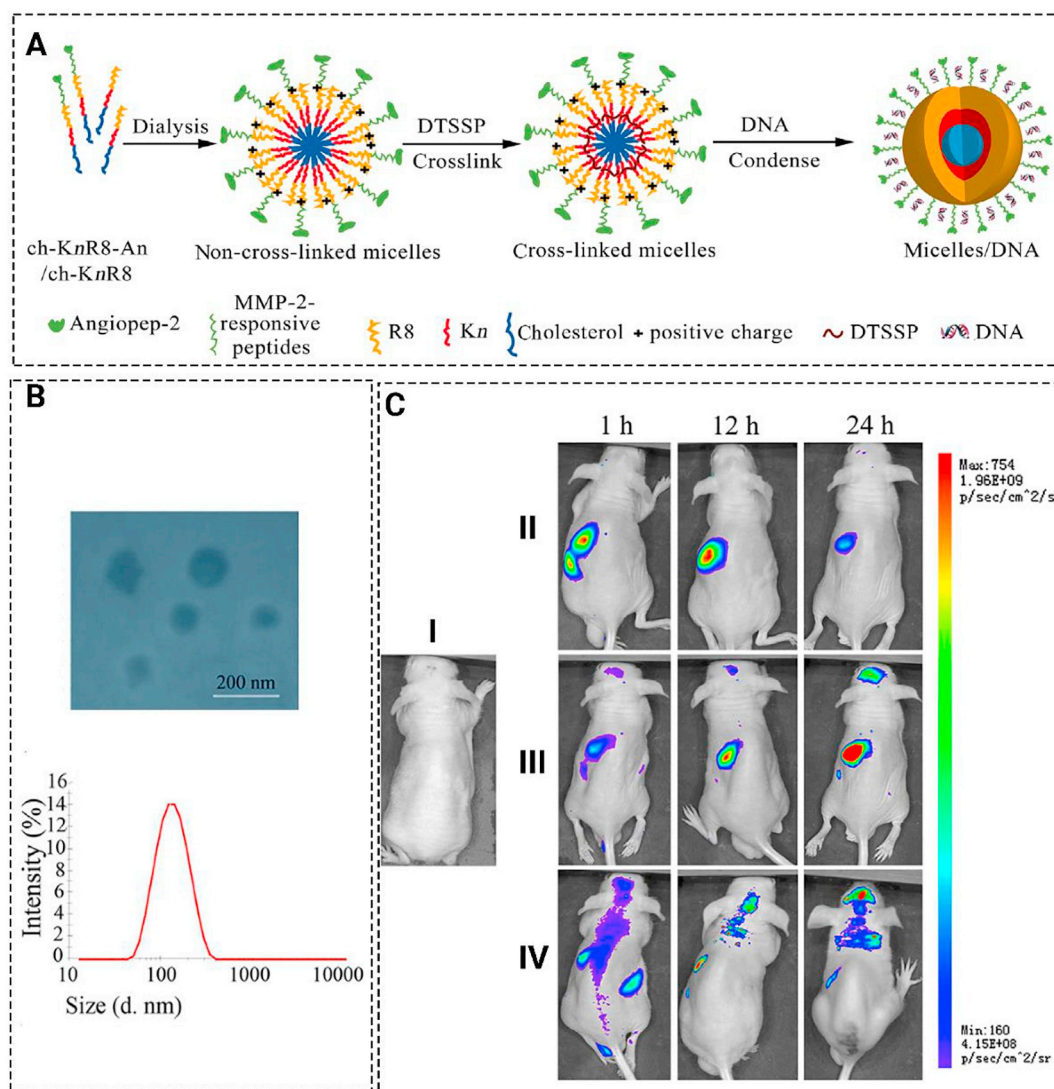 A
Dialysis
DTSSP
Crosslink
DNA
Condense
ch-KnR8-An
/ch-KnR8
Non-cross-linked micelles
Cross-linked micelles
Micelles/DNA
Angiopep-2
MMP-2-
responsive
peptides
R8
Kn
Cholesterol
+ positive charge
DTSSP
DNA
B
200 nm
16
14
12
10
8
6
4
2
0
Intensity (%)
10
100
1000
10000
Size (d. nm)
C
1 h
12 h
24 h
I
II
III
IV
Max:754
1.96E+09
p/sec/cm^2/s
Min:160
4.15E+08
p/sec/cm^2/sr